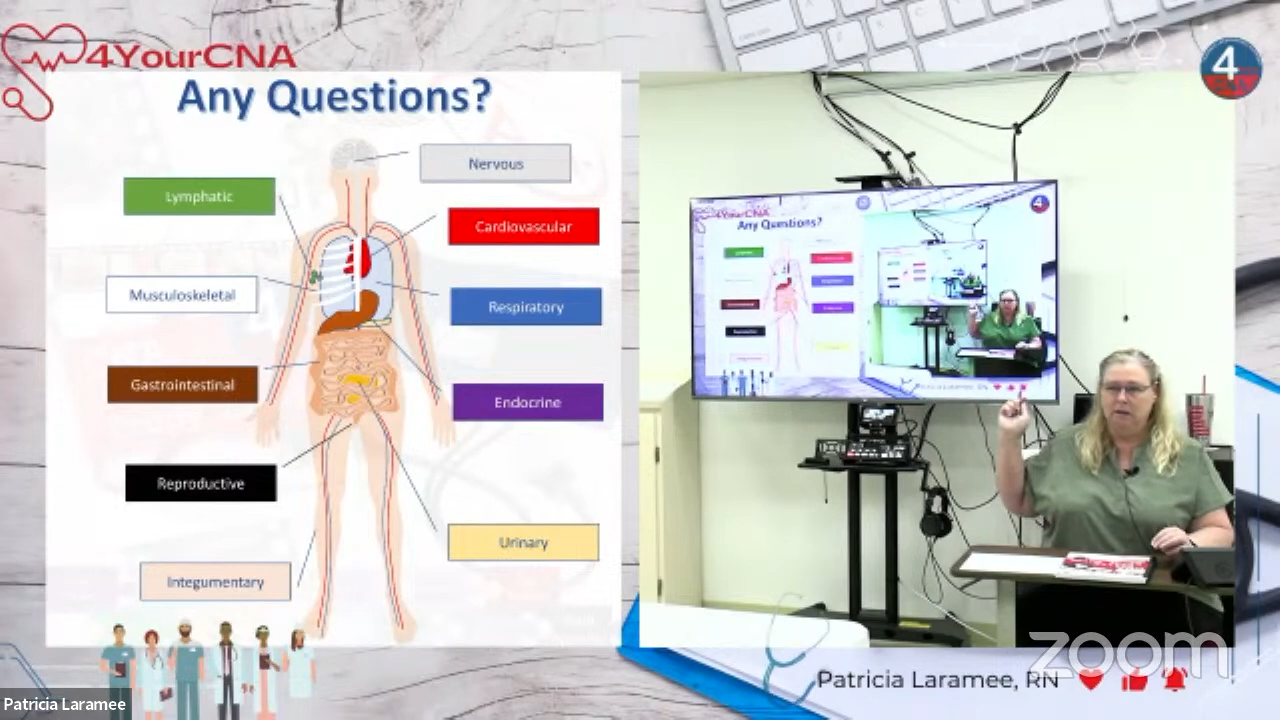 4YourCNA
Any Questions?
Nervous
Lymphatic
Cardiovascular
Musculoskeletal
Respiratory
Gastrointestinal
Endocrine
Reproductive
Urinary
Integumentary
4YourCNA
Any Questions?
4
Patricia Laramee, RN
zoom
Patricia Laramee